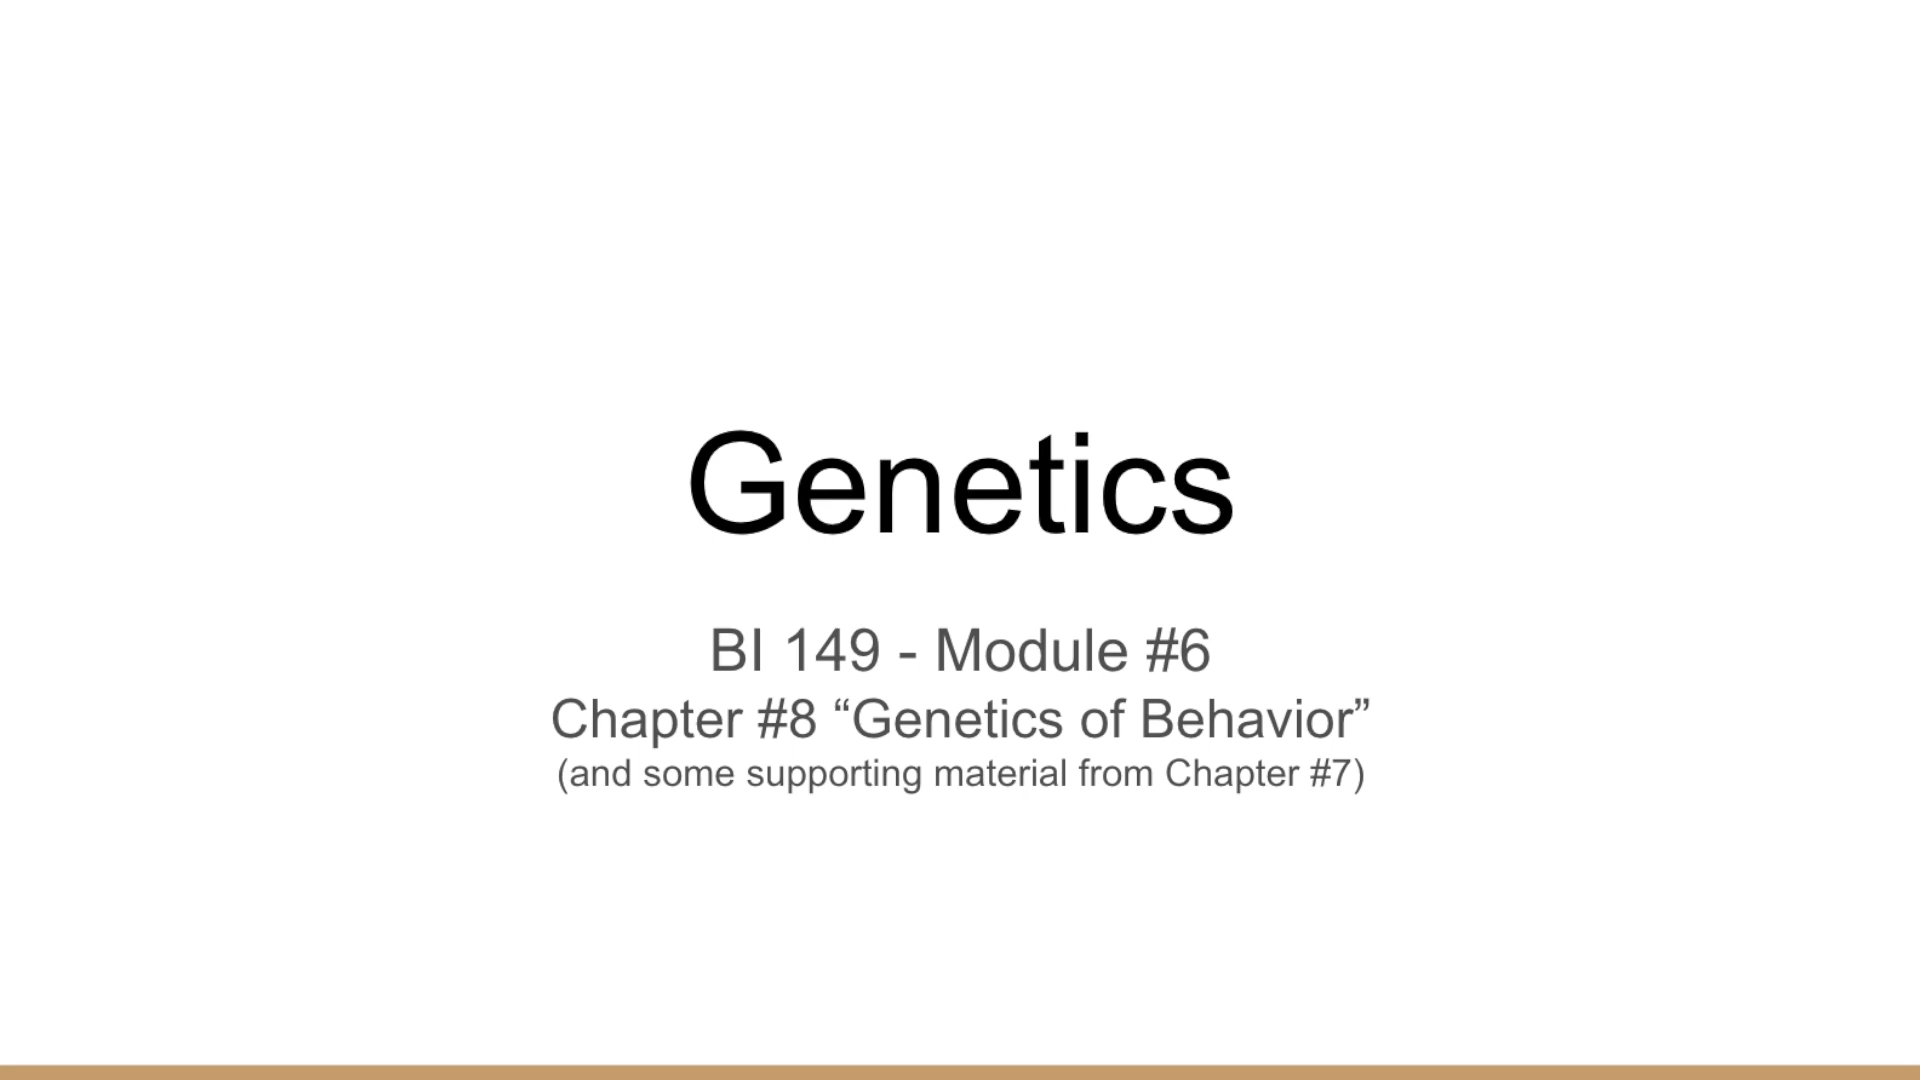 Genetics
BI 149 - Module #6
Chapter #8 “Genetics of Behavior”
(and some supporting material from Chapter #7)